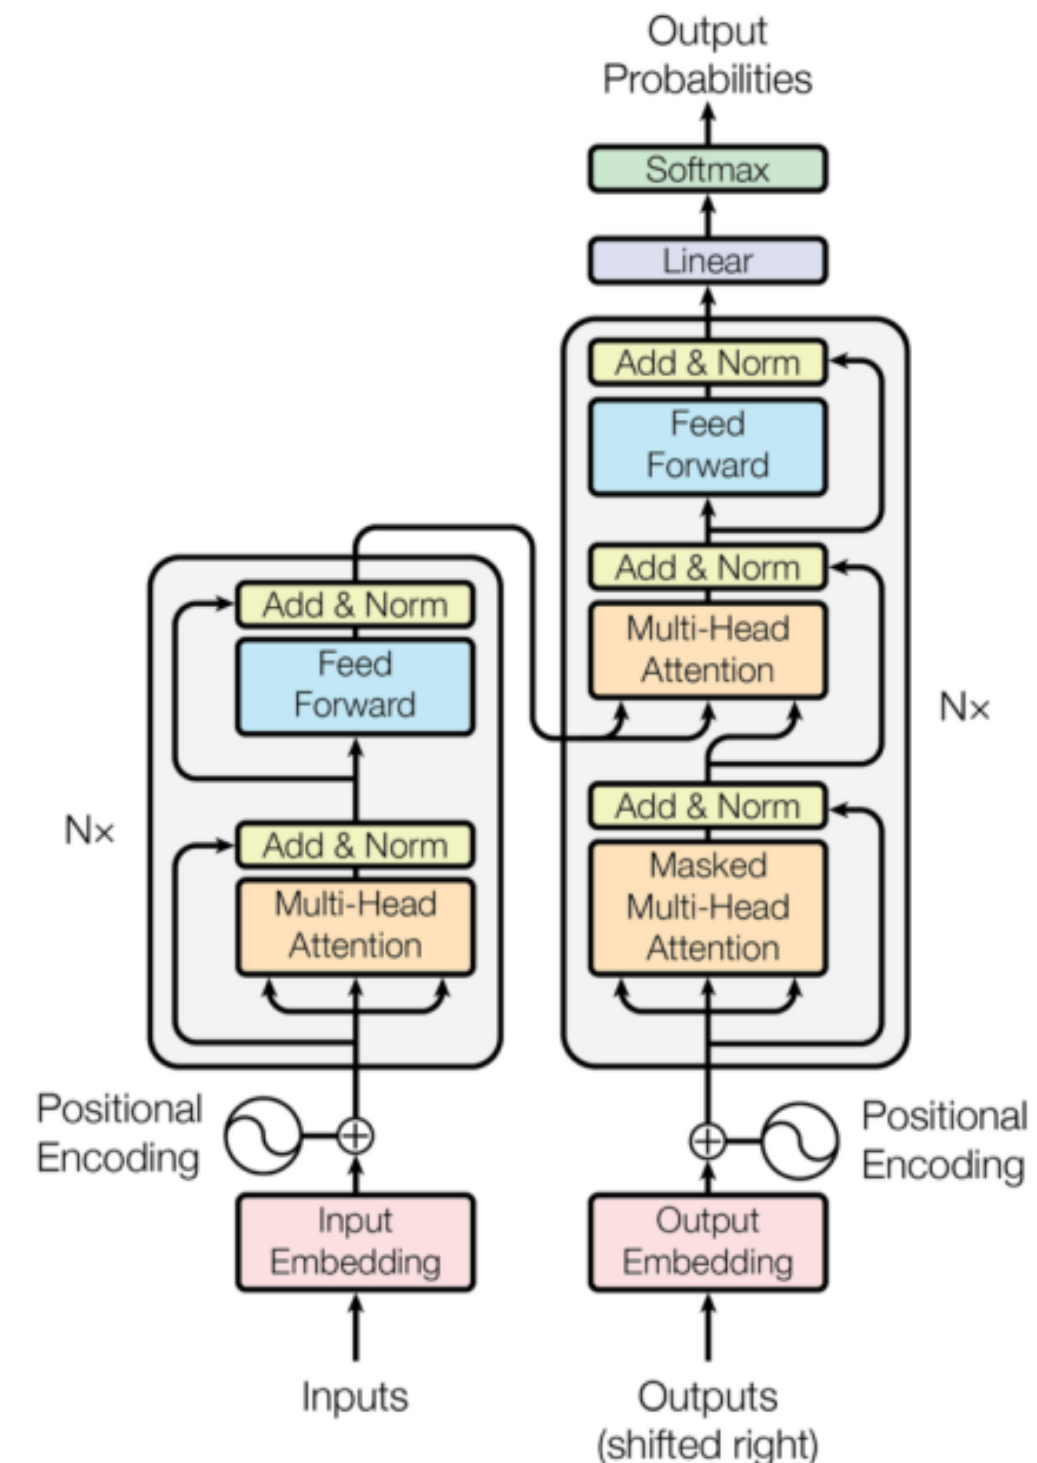 Output
Probabilities
Softmax
Linear
Add & Norm
Feed
Forward
Add & Norm
Multi-Head
Attention
N×
Add & Norm
Masked
Multi-Head
Attention
Add & Norm
Feed
Forward
N×
Add & Norm
Multi-Head
Attention
Positional
Encoding
Positional
Encoding
Input
Embedding
Output
Embedding
Inputs
Outputs
(shifted right)